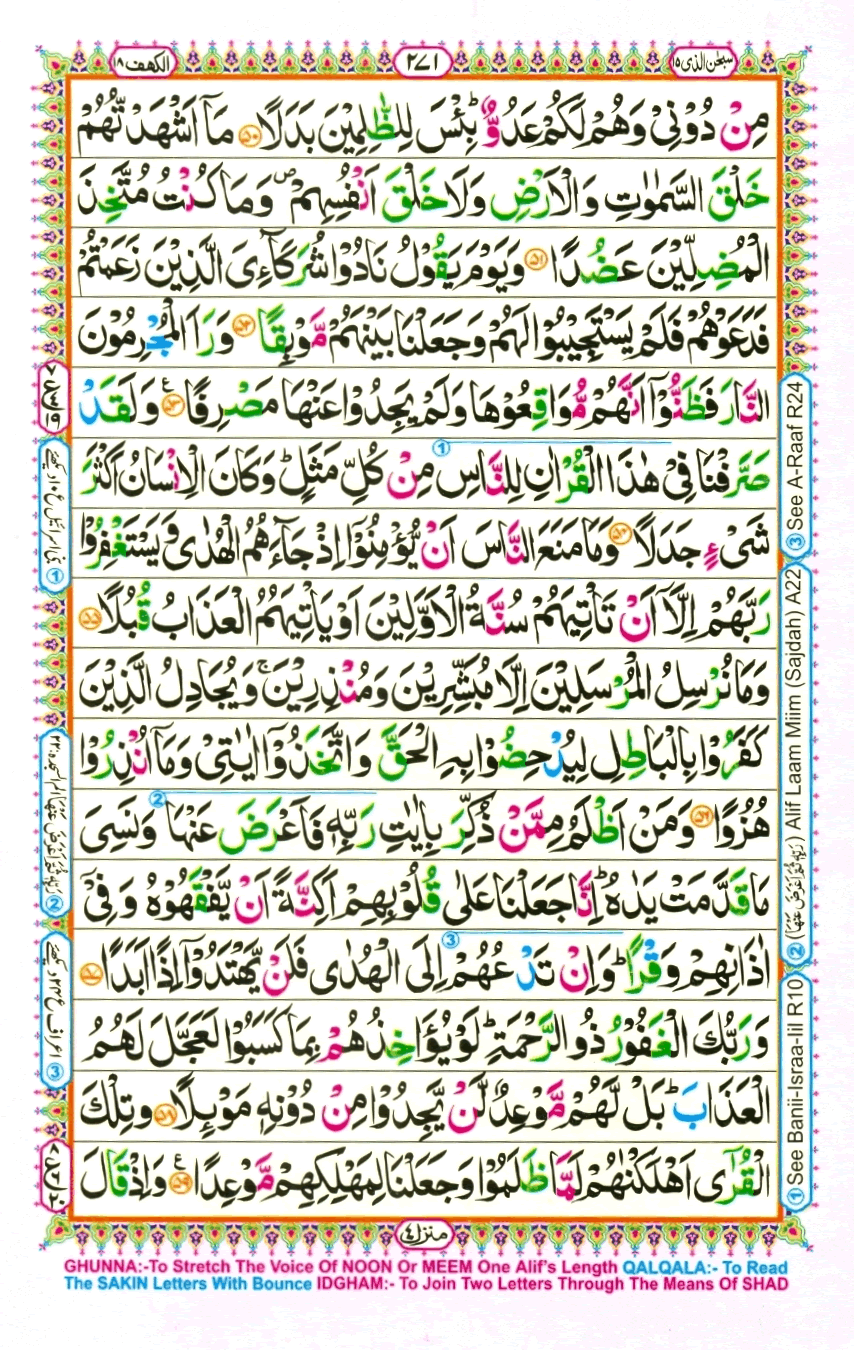 سبحٰن الذی ۱۵
۲۷۱
الكهف ۱۸
مِنْ دُوْنِيْ وَهُمْ لَكُمْ عَدُوٌّ ؕ بِئْسَ لِلظّٰلِمِيْنَ بَدَلًا ۵۰ مَاۤ اَشْهَدْتُّهُمْ
خَلْقَ السَّمٰوٰتِ وَالْاَرْضِ وَلَا خَلْقَ اَنْفُسِهِمْ ۪ وَمَا كُنْتُ مُتَّخِذَ
الْمُضِلِّيْنَ عَضُدًا ۵۱ وَيَوْمَ يَقُوْلُ نَادُوْا شُرَكَآءِيَ الَّذِيْنَ زَعَمْتُمْ
فَدَعَوْهُمْ فَلَمْ يَسْتَجِيْبُوْا لَهُمْ وَجَعَلْنَا بَيْنَهُمْ مَّوْبِقًا ۵۲ وَرَاَ الْمُجْرِمُوْنَ
النَّارَ فَظَنُّوْۤا اَنَّهُمْ مُّوَاقِعُوْهَا وَلَمْ يَجِدُوْا عَنْهَا مَصْرِفًا ۵۳ ع وَلَقَدْ
صَرَّفْنَا فِيْ هٰذَا الْقُرْاٰنِ لِلنَّاسِ مِنْ كُلِّ مَثَلٍ ؕ وَكَانَ الْاِنْسَانُ اَكْثَرَ
شَيْءٍ جَدَلًا ۵۴ وَمَا مَنَعَ النَّاسَ اَنْ يُّؤْمِنُوْۤا اِذْ جَآءَهُمُ الْهُدٰى وَيَسْتَغْفِرُوْا
رَبَّهُمْ اِلَّاۤ اَنْ تَاْتِيَهُمْ سُنَّةُ الْاَوَّلِيْنَ اَوْ يَاْتِيَهُمُ الْعَذَابُ قُبُلًا ۵۵
وَمَا نُرْسِلُ الْمُرْسَلِيْنَ اِلَّا مُبَشِّرِيْنَ وَمُنْذِرِيْنَ ۚ وَيُجَادِلُ الَّذِيْنَ
كَفَرُوْا بِالْبَاطِلِ لِيُدْحِضُوْا بِهِ الْحَقَّ وَاتَّخَذُوْۤا اٰيٰتِيْ وَمَاۤ اُنْذِرُوْا
هُزُوًا ۵۶ وَمَنْ اَظْلَمُ مِمَّنْ ذُكِّرَ بِاٰيٰتِ رَبِّهٖ فَاَعْرَضَ عَنْهَا وَنَسِيَ
مَا قَدَّمَتْ يَدٰهُ ؕ اِنَّا جَعَلْنَا عَلٰى قُلُوْبِهِمْ اَكِنَّةً اَنْ يَّفْقَهُوْهُ وَفِيْۤ
اٰذَانِهِمْ وَقْرًا ؕ وَاِنْ تَدْعُهُمْ اِلَى الْهُدٰى فَلَنْ يَّهْتَدُوْۤا اِذًا اَبَدًا ۵۷
وَرَبُّكَ الْغَفُوْرُ ذُو الرَّحْمَةِ ؕ لَوْ يُؤَاخِذُهُمْ بِمَا كَسَبُوْا لَعَجَّلَ لَهُمُ
الْعَذَابَ ؕ بَلْ لَّهُمْ مَّوْعِدٌ لَّنْ يَّجِدُوْا مِنْ دُوْنِهٖ مَوْئِلًا ۵۸ وَتِلْكَ
الْقُرٰۤى اَهْلَكْنٰهُمْ لَمَّا ظَلَمُوْا وَجَعَلْنَا لِمَهْلِكِهِمْ مَّوْعِدًا ۵۹ ع وَاِذْ قَالَ
منزل ۴
3 See A-Raaf R24
2 (رَبِّهٖ ثُمَّ اَعْرَضَ عَنْهَا) Alif Laam Miim (Sajdah) A22
1 See Banii-Israa-Iil R10
GHUNNA:-To Stretch The Voice Of NOON Or MEEM One Alif's Length QALQALA:- To Read
The SAKIN Letters With Bounce IDGHAM:- To Join Two Letters Through The Means Of SHAD